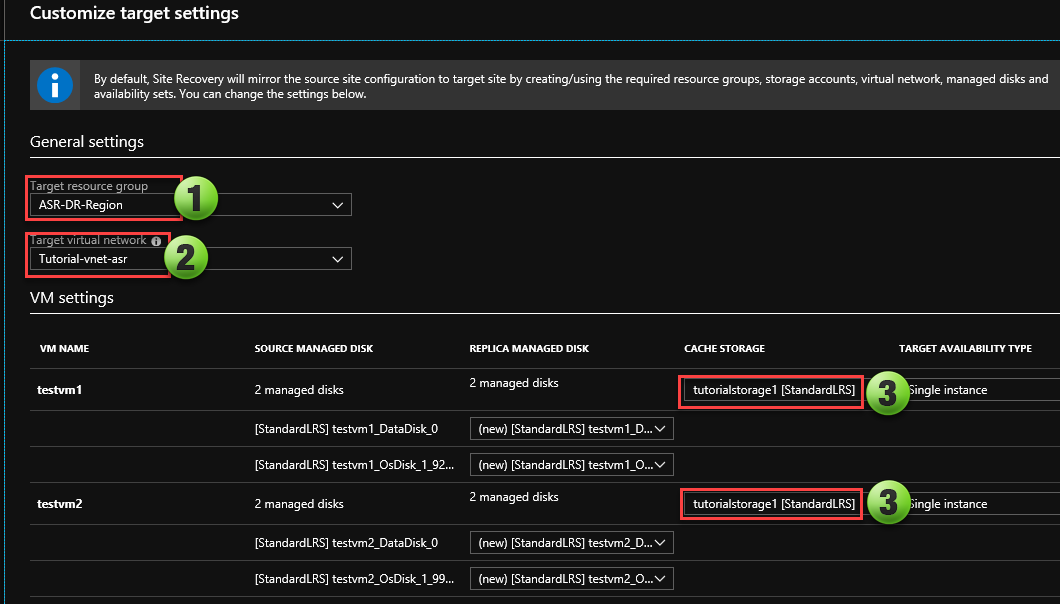 Customize target settings
By default, Site Recovery will mirror the source site configuration to target site by creating/using the required resource groups, storage accounts, virtual network, managed disks and
availability sets. You can change the settings below.
General settings
Target resource group
ASR-DR-Region
1
Target virtual network
Tutorial-vnet-asr
2
VM settings
VM NAME SOURCE MANAGED DISK REPLICA MANAGED DISK CACHE STORAGE TARGET AVAILABILITY TYPE
testvm1 2 managed disks 2 managed disks tutorialstorage1 [StandardLRS] 3 Single instance
[StandardLRS] testvm1_DataDisk_0 (new) [StandardLRS] testvm1_D...
[StandardLRS] testvm1_OsDisk_1_92... (new) [StandardLRS] testvm1_O...
testvm2 2 managed disks 2 managed disks tutorialstorage1 [StandardLRS] 3 Single instance
[StandardLRS] testvm2_DataDisk_0 (new) [StandardLRS] testvm2_D...
[StandardLRS] testvm2_OsDisk_1_99... (new) [StandardLRS] testvm2_O...